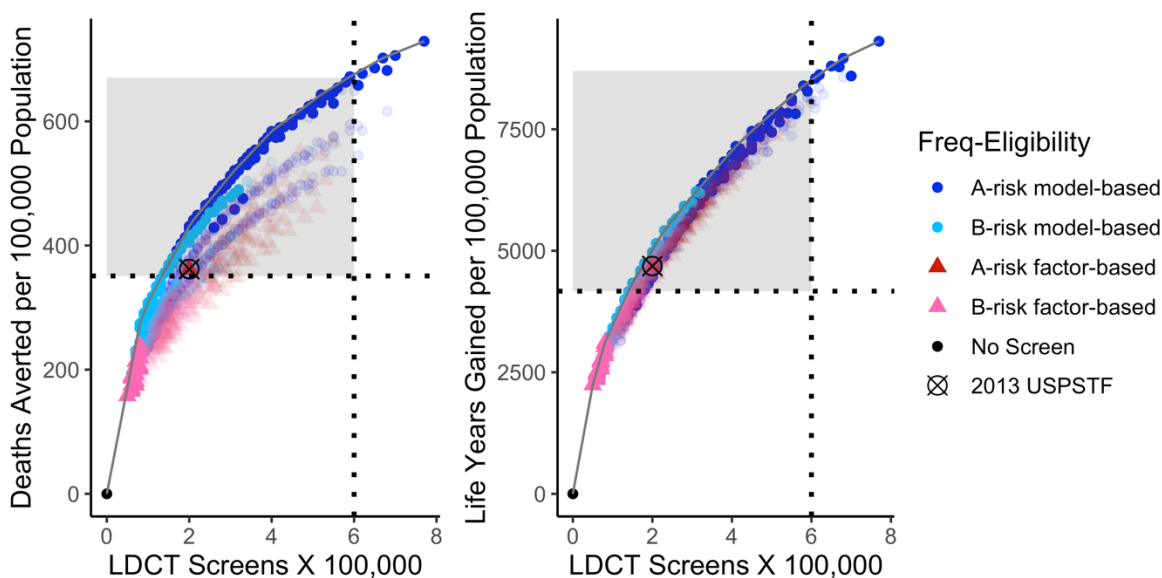 Deaths Averted per 100,000 Population
600
400
200
0
0 2 4 6 8
LDCT Screens X 100,000
Life Years Gained per 100,000 Population
7500
5000
2500
0
0 2 4 6 8
LDCT Screens X 100,000
Freq-Eligibility
A-risk model-based
B-risk model-based
A-risk factor-based
B-risk factor-based
No Screen
2013 USPSTF